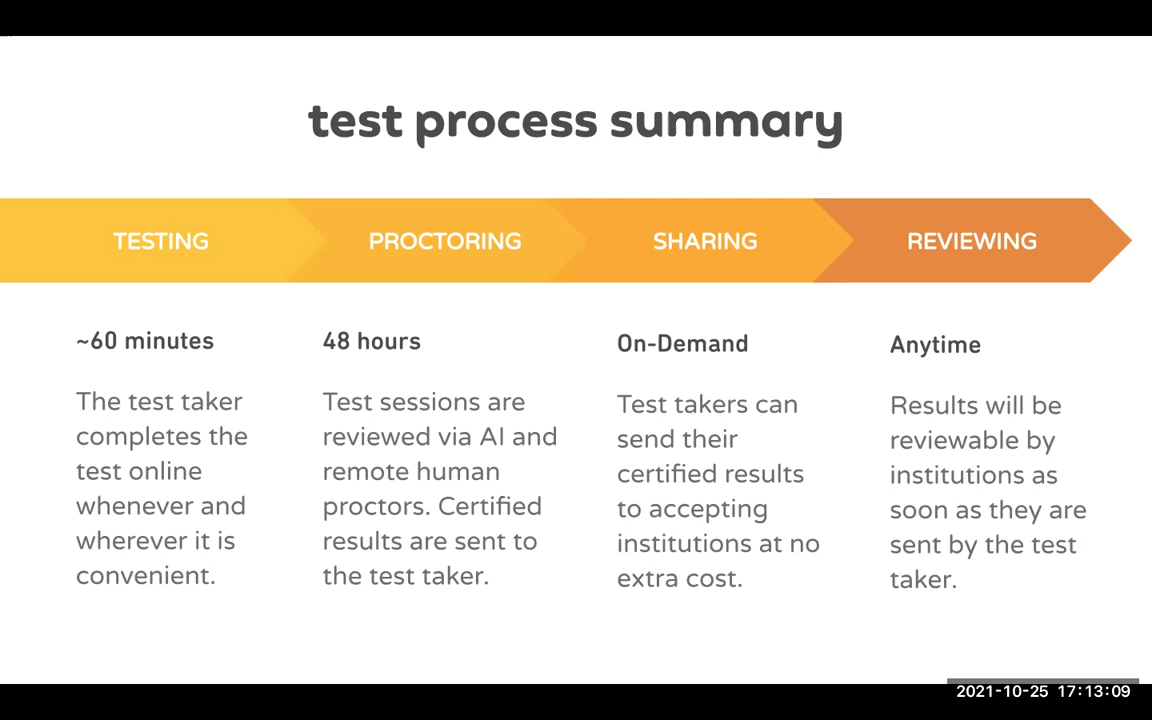 test process summary
TESTING
PROCTORING
SHARING
REVIEWING
~60 minutes
The test taker
completes the
test online
whenever and
wherever it is
convenient.
48 hours
Test sessions are
reviewed via AI and
remote human
proctors. Certified
results are sent to
the test taker.
On-Demand
Test takers can
send their
certified results
to accepting
institutions at no
extra cost.
Anytime
Results will be
reviewable by
institutions as
soon as they are
sent by the test
taker.
2021-10-25 17:13:09